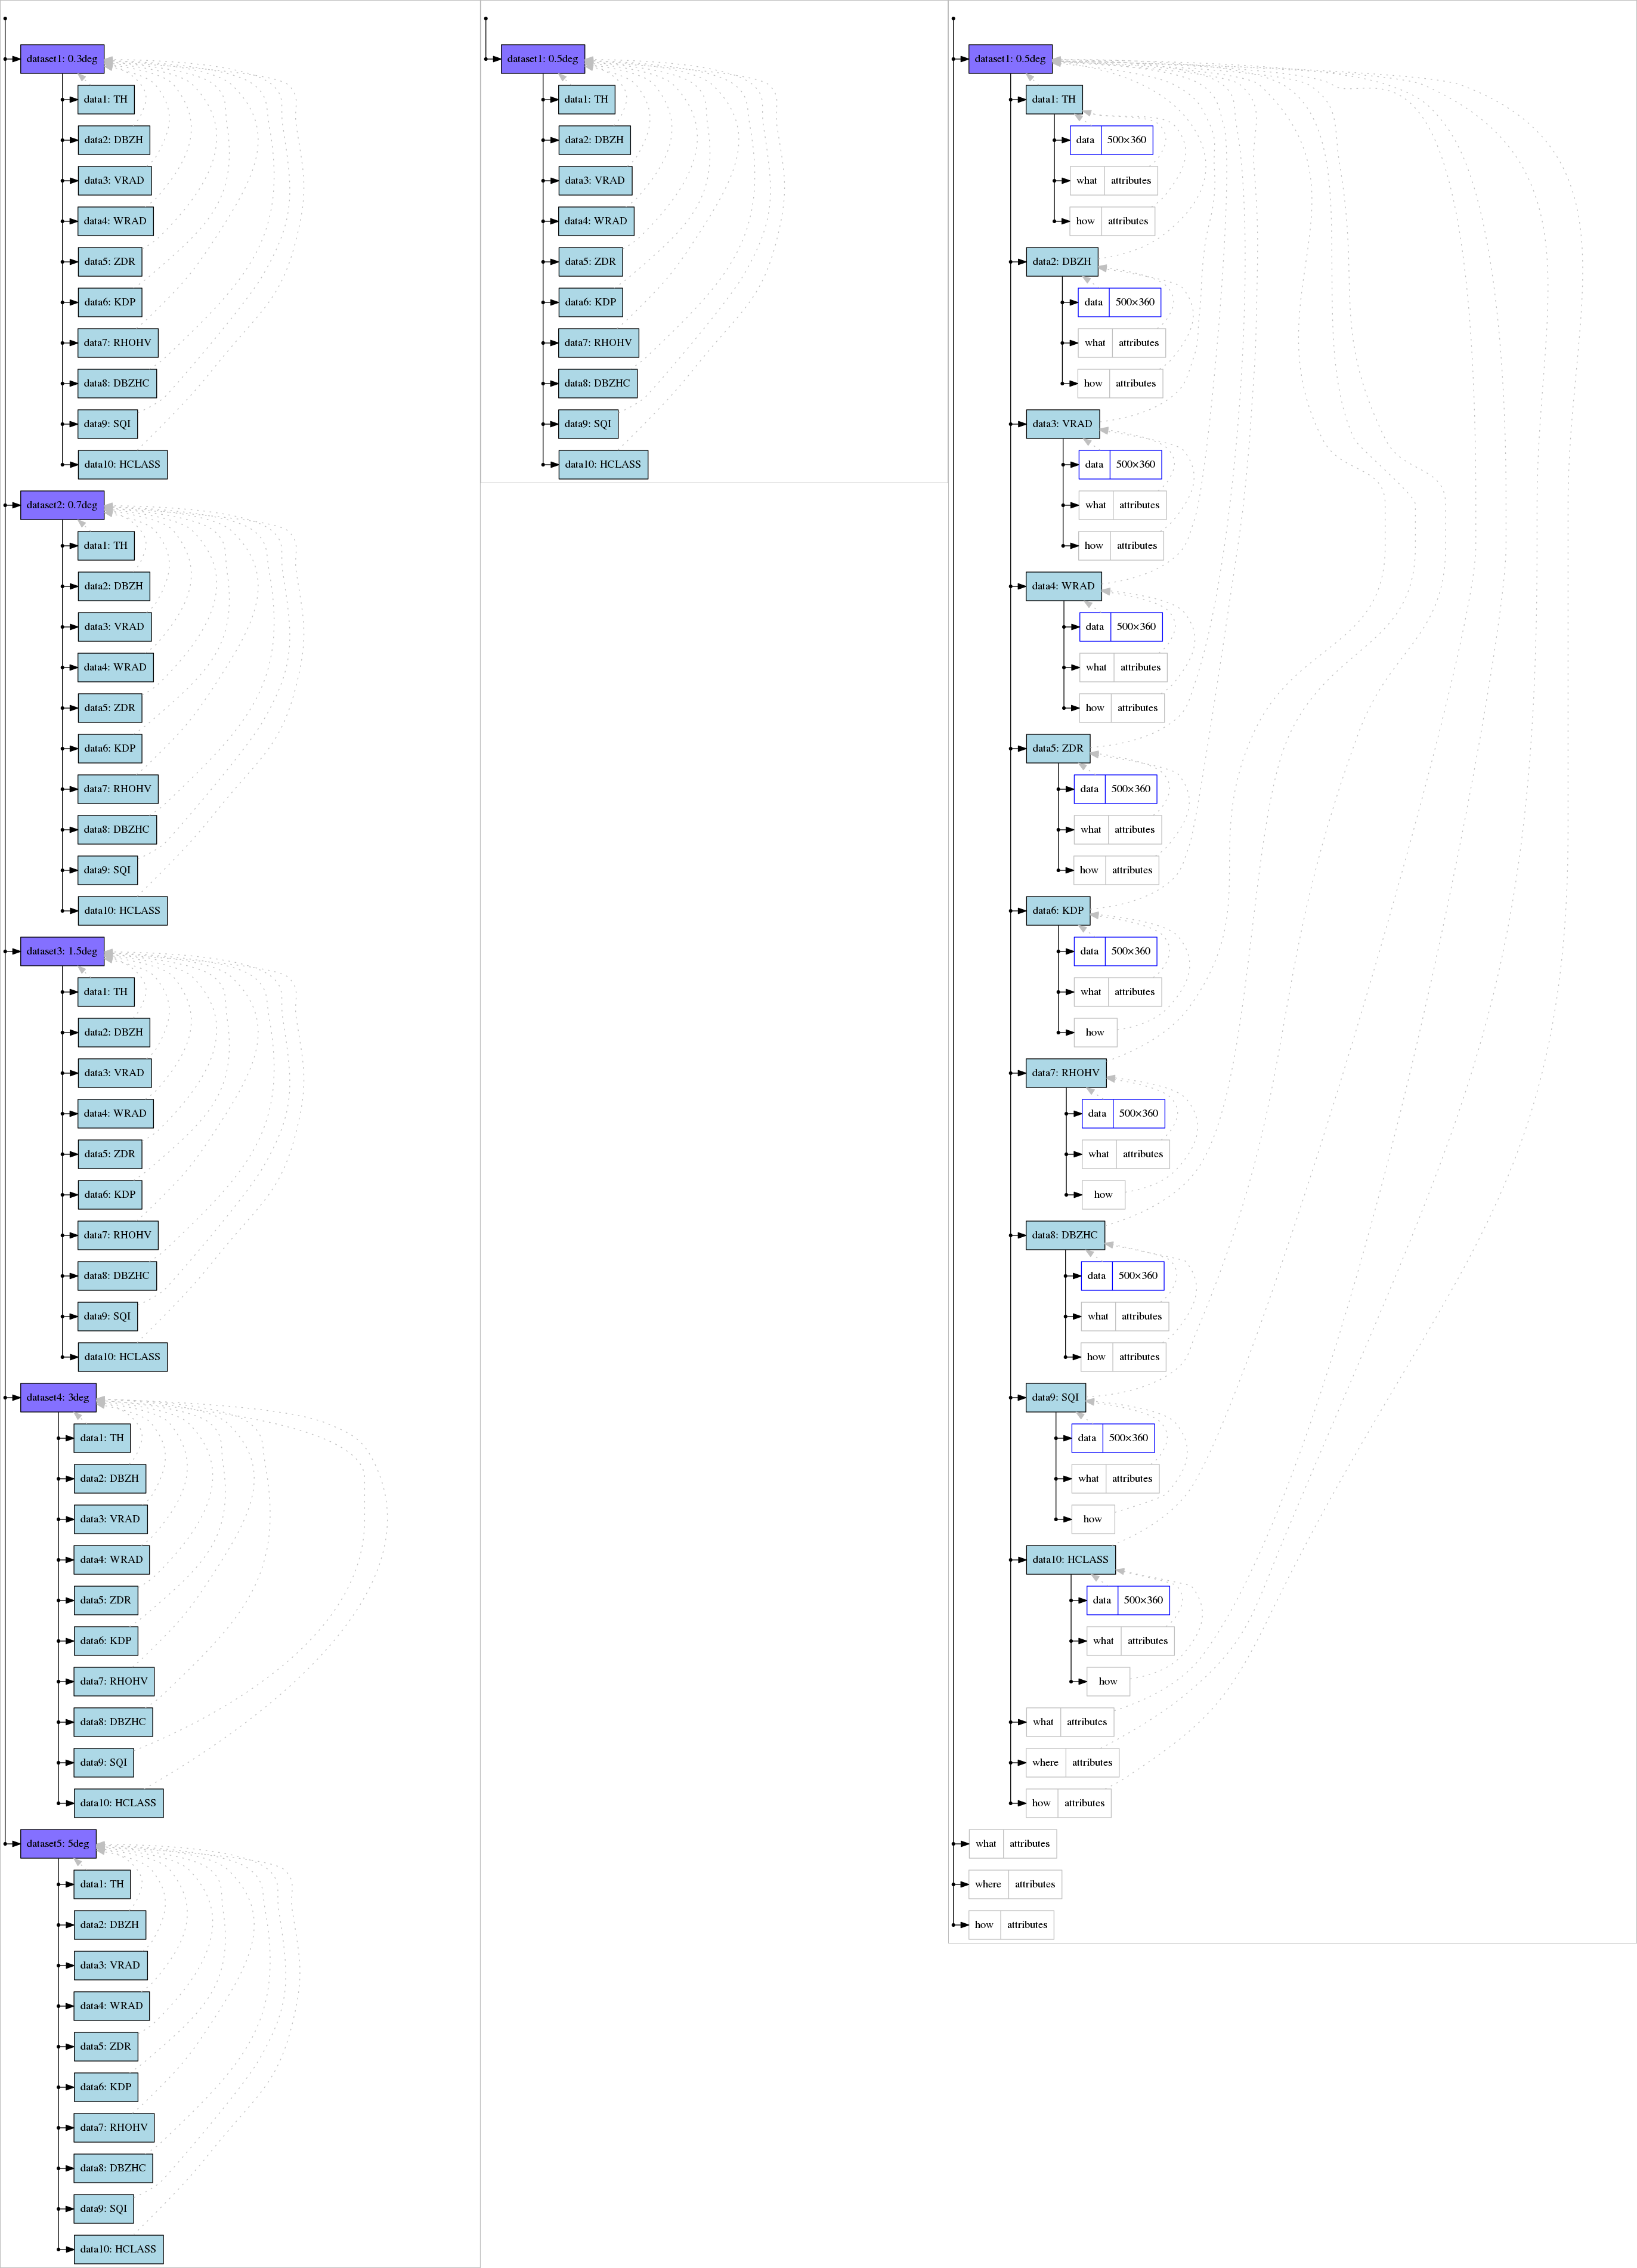 dataset1: 0.3deg
data1: TH
data2: DBZH
data3: VRAD
data4: WRAD
data5: ZDR
data6: KDP
data7: RHOHV
data8: DBZHC
data9: SQI
data10: HCLASS
dataset2: 0.7deg
data1: TH
data2: DBZH
data3: VRAD
data4: WRAD
data5: ZDR
data6: KDP
data7: RHOHV
data8: DBZHC
data9: SQI
data10: HCLASS
dataset3: 1.5deg
data1: TH
data2: DBZH
data3: VRAD
data4: WRAD
data5: ZDR
data6: KDP
data7: RHOHV
data8: DBZHC
data9: SQI
data10: HCLASS
dataset4: 3deg
data1: TH
data2: DBZH
data3: VRAD
data4: WRAD
data5: ZDR
data6: KDP
data7: RHOHV
data8: DBZHC
data9: SQI
data10: HCLASS
dataset5: 5deg
data1: TH
data2: DBZH
data3: VRAD
data4: WRAD
data5: ZDR
data6: KDP
data7: RHOHV
data8: DBZHC
data9: SQI
data10: HCLASS
dataset1: 0.5deg
data1: TH
data2: DBZH
data3: VRAD
data4: WRAD
data5: ZDR
data6: KDP
data7: RHOHV
data8: DBZHC
data9: SQI
data10: HCLASS
dataset1: 0.5deg
data1: TH
data 500×360
what attributes
how attributes
data2: DBZH
data 500×360
what attributes
how attributes
data3: VRAD
data 500×360
what attributes
how attributes
data4: WRAD
data 500×360
what attributes
how attributes
data5: ZDR
data 500×360
what attributes
how attributes
data6: KDP
data 500×360
what attributes
how
data7: RHOHV
data 500×360
what attributes
how
data8: DBZHC
data 500×360
what attributes
how attributes
data9: SQI
data 500×360
what attributes
how
data10: HCLASS
data 500×360
what attributes
how
what attributes
where attributes
how attributes
what attributes
where attributes
how attributes